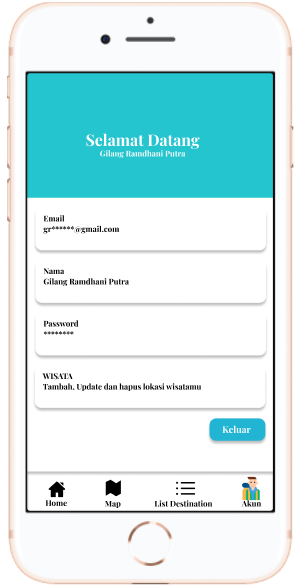 Selamat Datang
Gilang Ramdhani Putra
Email
gr******@gmail.com
Nama
Gilang Ramdhani Putra
Password
********
WISATA
Tambah, Update dan hapus lokasi wisatamu
Keluar
Home Map List Destination Akun